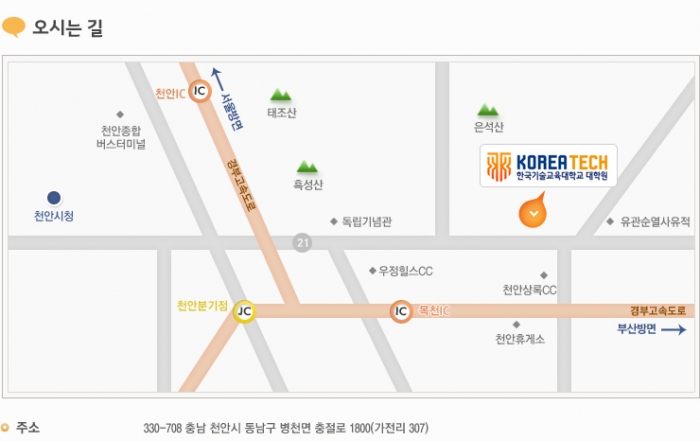 오시는 길
천안IC
IC
서울방면
태조산
은석산
천안종합
버스터미널
경부고속도로
KOREATECH
한국기술교육대학교 대학원
흑성산
천안시청
독립기념관
유관순열사유적
21
우정힐스CC
천안상록CC
천안분기점
JC
IC
목천IC
경부고속도로
부산방면
천안휴게소
주소
330-708 충남 천안시 동남구 병천면 충절로 1800(가전리 307)